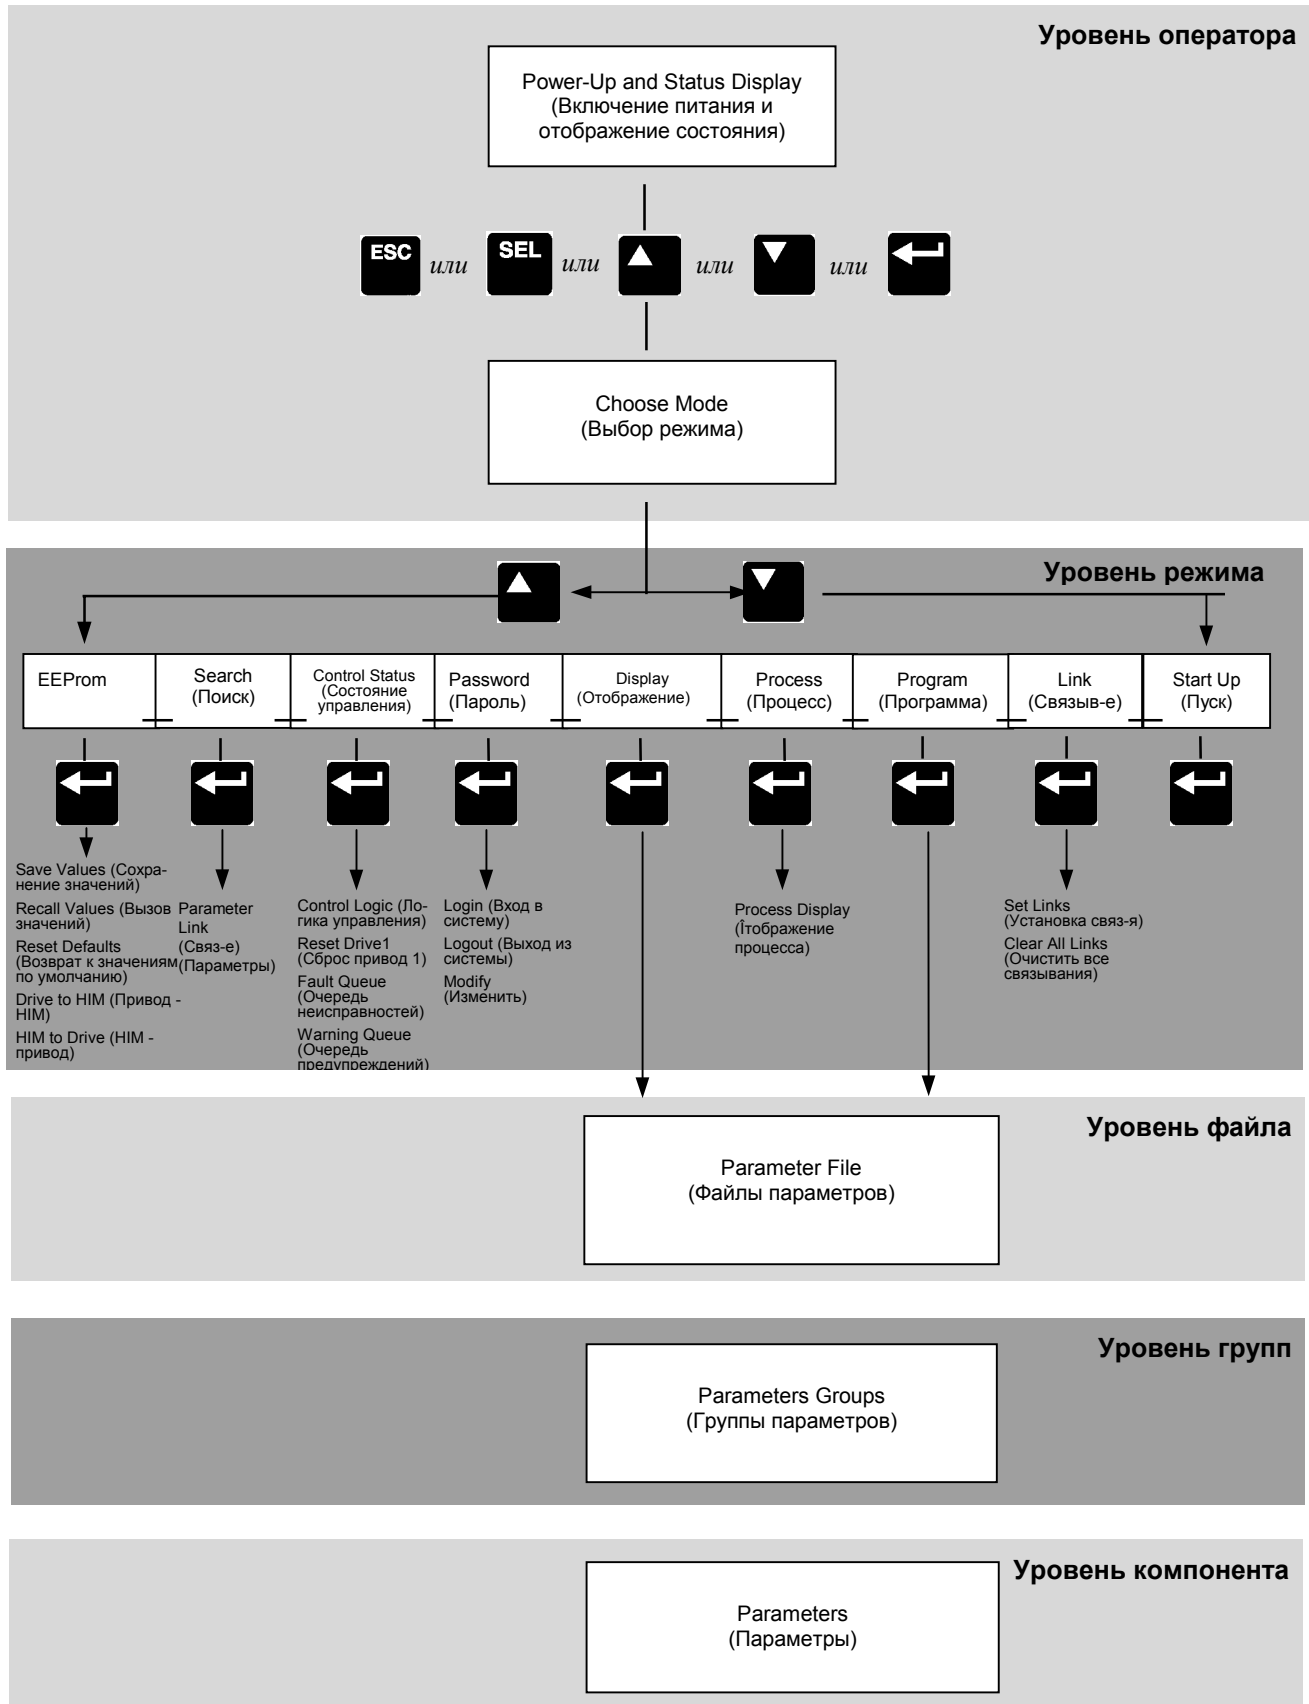 Уровень оператора
Power-Up and Status Display
(Включение питания и
отображение состояния)
ESC или SEL или или или
Choose Mode
(Выбор режима)
Уровень режима
EEProm
Search
(Поиск)
Control Status
(Состояние
управления)
Password
(Пароль)
Display
(Отображение)
Process
(Процесс)
Program
(Программа)
Link
(Связыв-е)
Start Up
(Пуск)
Save Values (Сохра-
нение значений)
Recall Values (Вызов
значений)
Reset Defaults
(Возврат к значениям
по умолчанию)
Drive to HIM (Привод -
HIM)
HIM to Drive (HIM -
привод)
Parameter
Link
(Связ-е)
(Параметры)
Control Logic (Ло-
гика управления)
Reset Drive1
(Сброс привод 1)
Fault Queue
(Очередь
неисправностей)
Warning Queue
(Очередь
предупреждений)
Login (Вход в
систему)
Logout (Выход из
системы)
Modify
(Изменить)
Process Display
(Îтображение
процесса)
Set Links
(Установка связ-я)
Clear All Links
(Очистить все
связывания)
Уровень файла
Parameter File
(Файлы параметров)
Уровень групп
Parameters Groups
(Группы параметров)
Уровень компонента
Parameters
(Параметры)